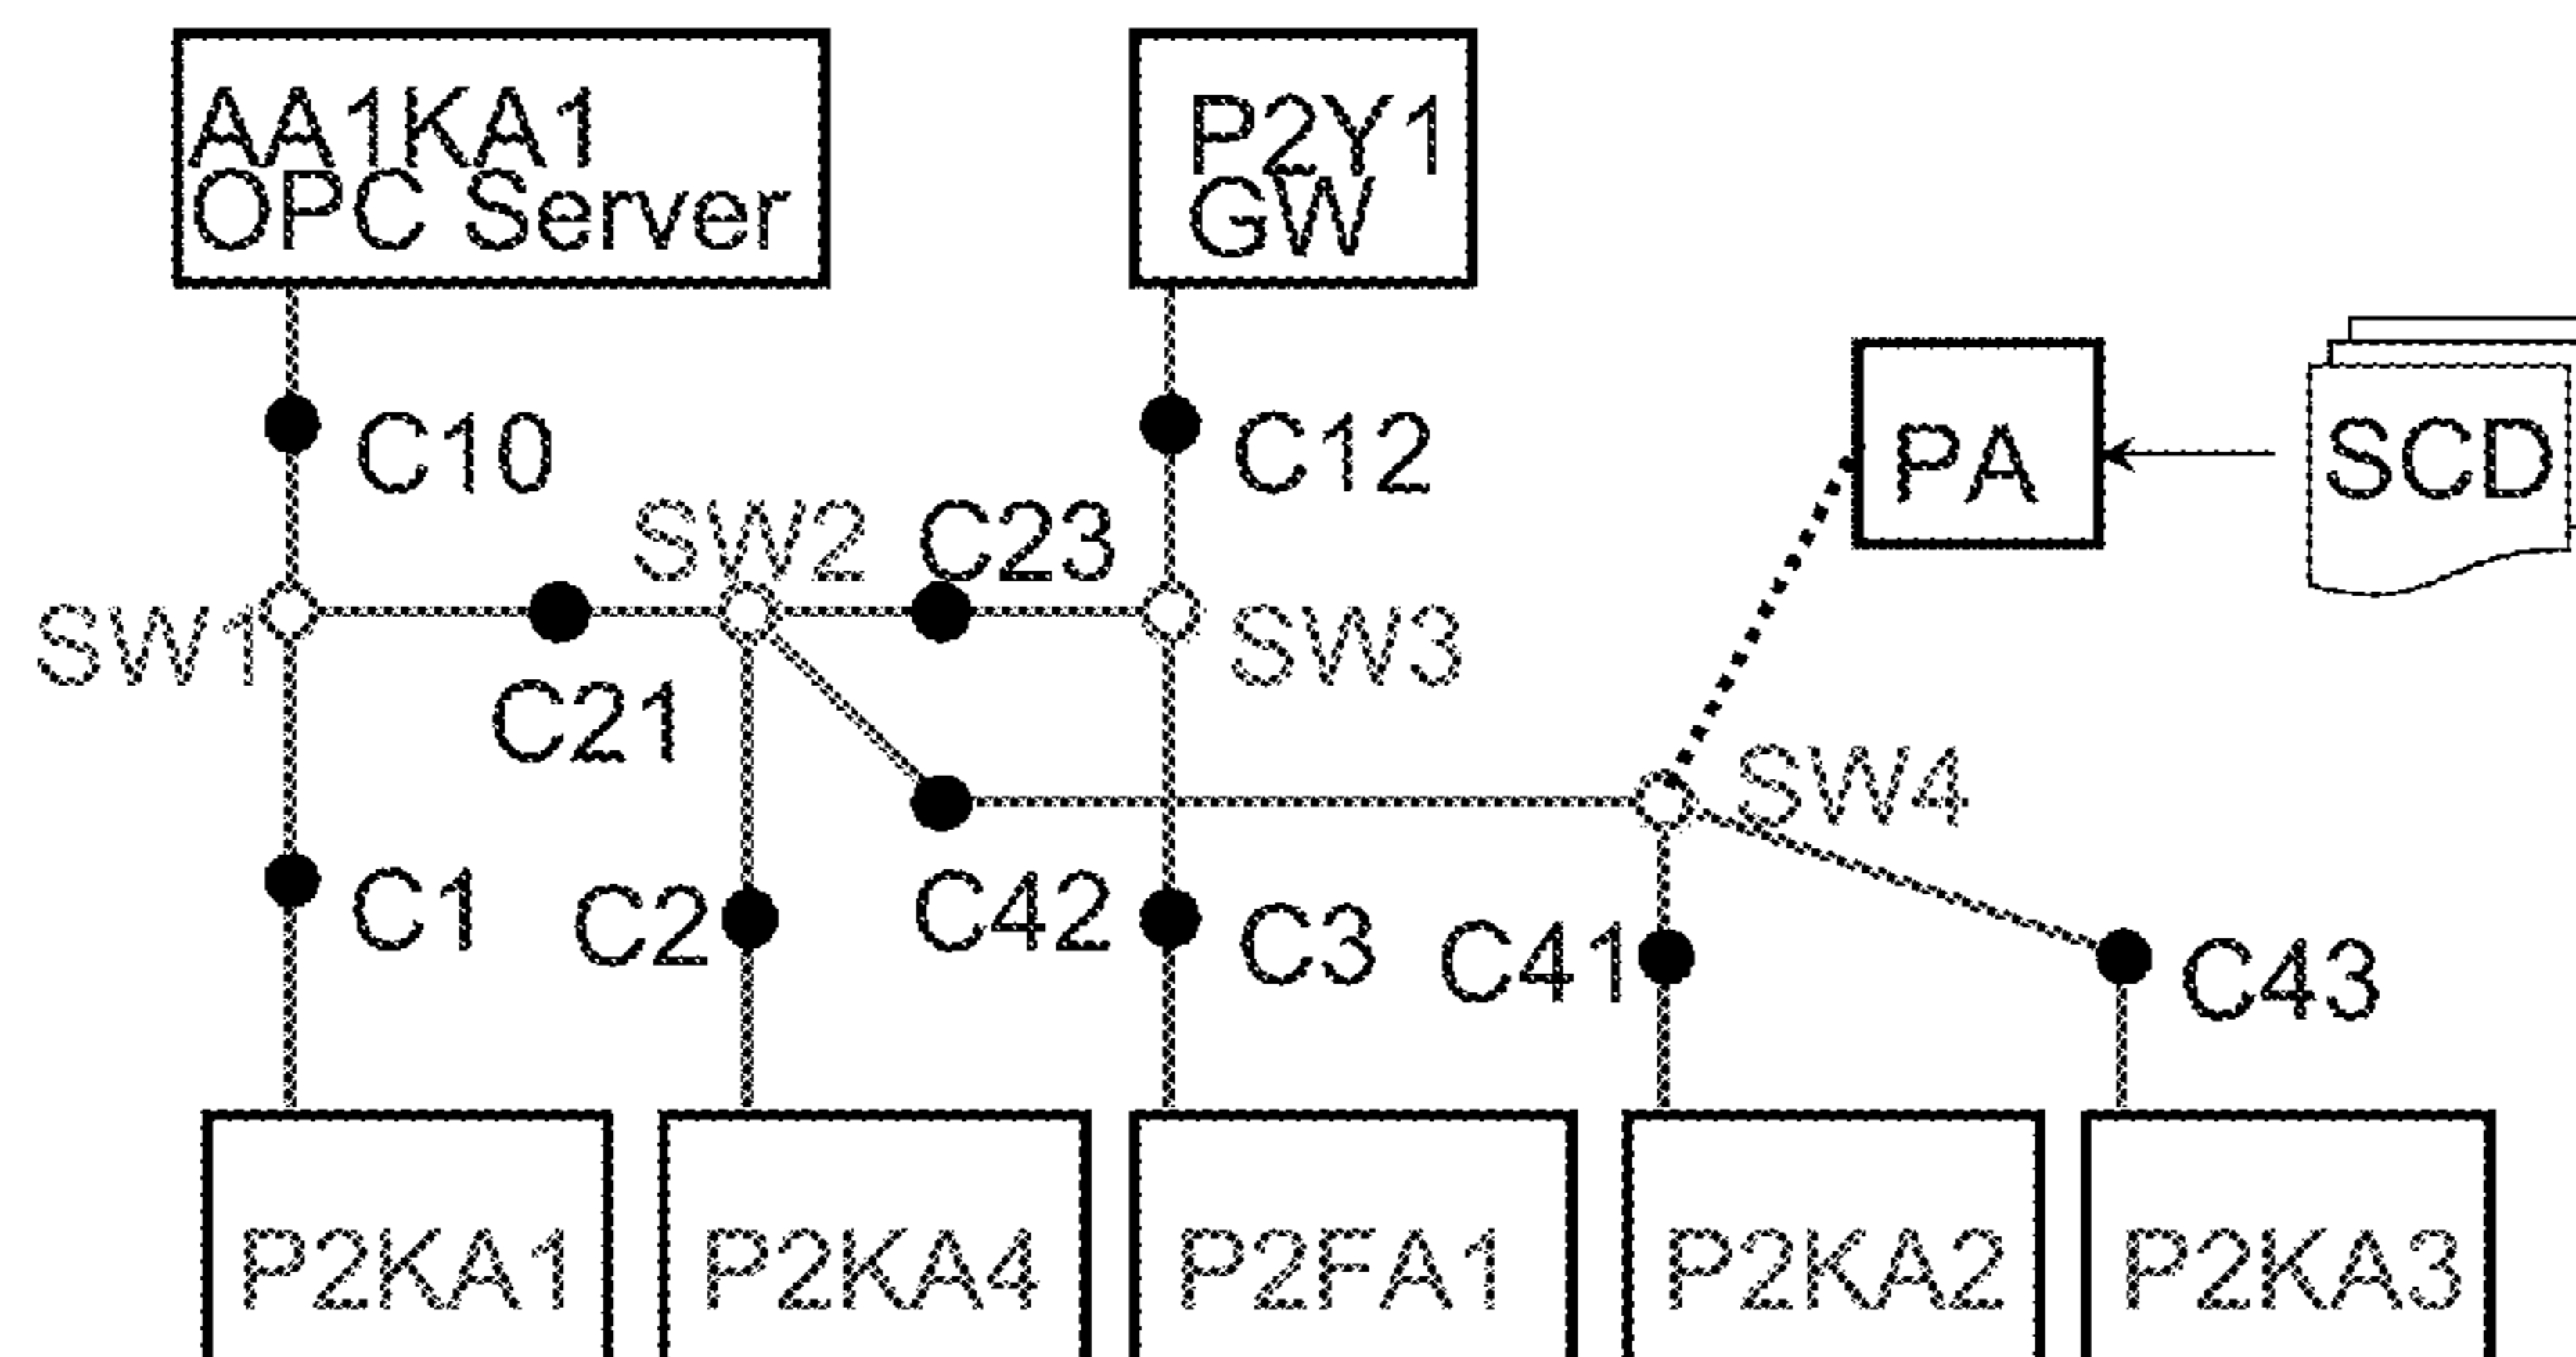 AA1KA1
OPC Server
P2Y1
GW
C10
C12
PA
SCD
SW2
C23
SW1
SW3
C21
SW4
C1
C2
C42
C3
C41
C43
P2KA1
P2KA4
P2FA1
P2KA2
P2KA3